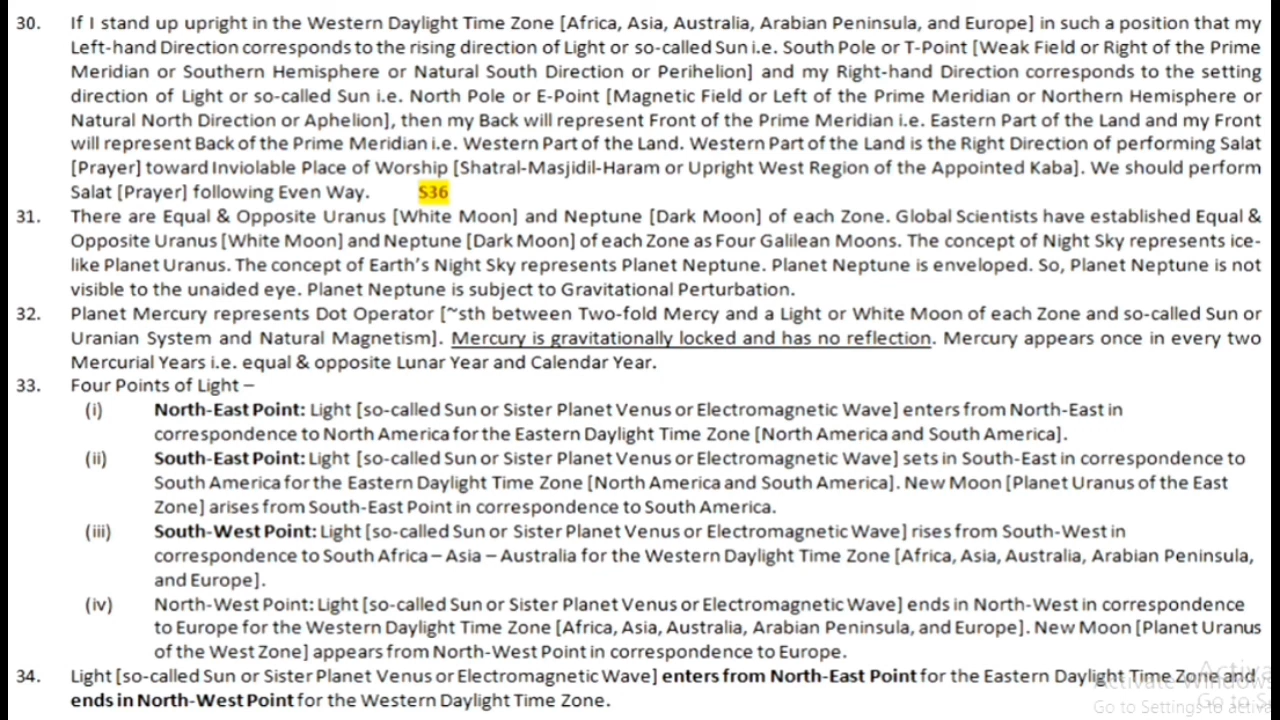 30. If I stand up upright in the Western Daylight Time Zone [Africa, Asia, Australia, Arabian Peninsula, and Europe] in such a position that my
Left-hand Direction corresponds to the rising direction of Light or so-called Sun i.e. South Pole or T-Point [Weak Field or Right of the Prime
Meridian or Southern Hemisphere or Natural South Direction or Perihelion] and my Right-hand Direction corresponds to the setting
direction of Light or so-called Sun i.e. North Pole or E-Point [Magnetic Field or Left of the Prime Meridian or Northern Hemisphere or
Natural North Direction or Aphelion], then my Back will represent Front of the Prime Meridian i.e. Eastern Part of the Land and my Front
will represent Back of the Prime Meridian i.e. Western Part of the Land. Western Part of the Land is the Right Direction of performing Salat
[Prayer] toward Inviolable Place of Worship [Shatral-Masjidil-Haram or Upright West Region of the Appointed Kaba]. We should perform
Salat [Prayer] following Even Way. S36
31. There are Equal & Opposite Uranus [White Moon] and Neptune [Dark Moon] of each Zone. Global Scientists have established Equal &
Opposite Uranus [White Moon] and Neptune [Dark Moon] of each Zone as Four Galilean Moons. The concept of Night Sky represents ice-
like Planet Uranus. The concept of Earth's Night Sky represents Planet Neptune. Planet Neptune is enveloped. So, Planet Neptune is not
visible to the unaided eye. Planet Neptune is subject to Gravitational Perturbation.
32. Planet Mercury represents Dot Operator [~sth between Two-fold Mercy and a Light or White Moon of each Zone and so-called Sun or
Uranian System and Natural Magnetism]. Mercury is gravitationally locked and has no reflection. Mercury appears once in every two
Mercurial Years i.e. equal & opposite Lunar Year and Calendar Year.
33. Four Points of Light –
(i) North-East Point: Light [so-called Sun or Sister Planet Venus or Electromagnetic Wave] enters from North-East in
correspondence to North America for the Eastern Daylight Time Zone [North America and South America].
(ii) South-East Point: Light [so-called Sun or Sister Planet Venus or Electromagnetic Wave] sets in South-East in correspondence to
South America for the Eastern Daylight Time Zone [North America and South America]. New Moon [Planet Uranus of the East
Zone] arises from South-East Point in correspondence to South America.
(iii) South-West Point: Light [so-called Sun or Sister Planet Venus or Electromagnetic Wave] rises from South-West in
correspondence to South Africa – Asia – Australia for the Western Daylight Time Zone [Africa, Asia, Australia, Arabian Peninsula,
and Europe].
(iv) North-West Point: Light [so-called Sun or Sister Planet Venus or Electromagnetic Wave] ends in North-West in correspondence
to Europe for the Western Daylight Time Zone [Africa, Asia, Australia, Arabian Peninsula, and Europe]. New Moon [Planet Uranus
of the West Zone] appears from North-West Point in correspondence to Europe.
34. Light [so-called Sun or Sister Planet Venus or Electromagnetic Wave] enters from North-East Point for the Eastern Daylight Time Zone and
ends in North-West Point for the Western Daylight Time Zone.
Activate Windows
Go to Settings to activa